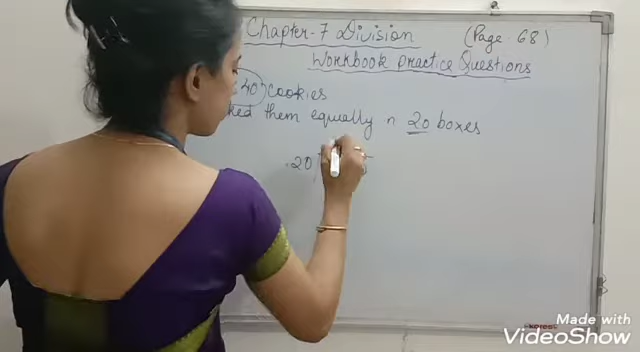 Chapter-7 Division (Page 68)
Workbook practice Questions
40 cookies
ked them equally n 20 boxes
20
Made with
VideoShow